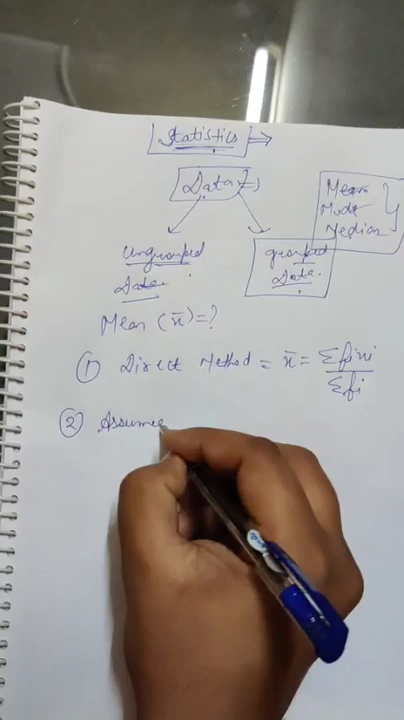 Statistics ⇒
Data ⇒
Mean
Mode
Median
ungrouped
Data
grouped
Data.
Mean (x̄) = ?
① Direct Method = x̄ = Σfixi / Σfi
② Assume